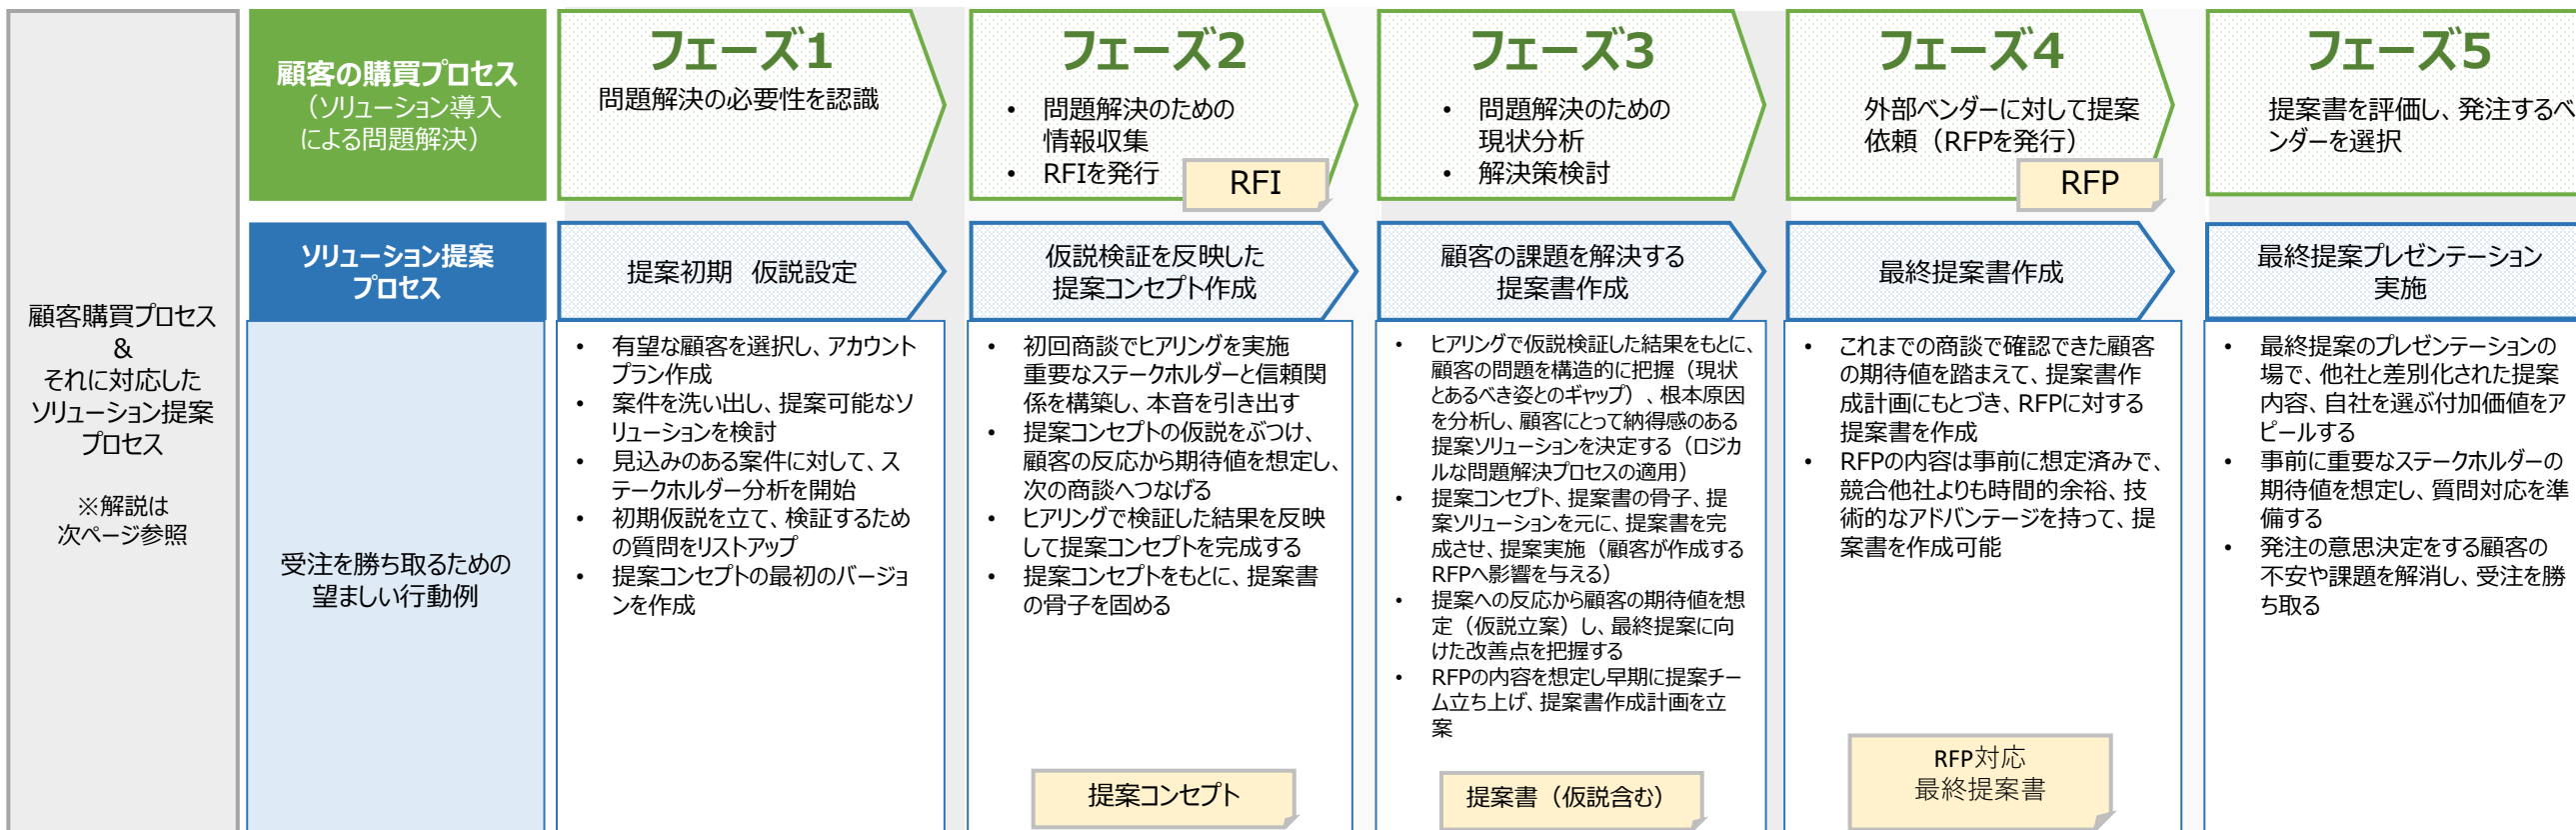 顧客購買プロセス
&
それに対応した
ソリューション提案
プロセス
※解説は
次ページ参照
顧客の購買プロセス
（ソリューション導入
による問題解決）
フェーズ1
問題解決の必要性を認識
フェーズ2
• 問題解決のための
情報収集
• RFIを発行
RFI
フェーズ3
• 問題解決のための
現状分析
• 解決策検討
フェーズ4
外部ベンダーに対して提案
依頼（RFPを発行）
RFP
フェーズ5
提案書を評価し、発注するベ
ンダーを選択
ソリューション提案
プロセス
提案初期 仮説設定
仮説検証を反映した
提案コンセプト作成
顧客の課題を解決する
提案書作成
最終提案書作成
最終提案プレゼンテーション
実施
受注を勝ち取るための
望ましい行動例
• 有望な顧客を選択し、アカウント
プラン作成
• 案件を洗い出し、提案可能なソ
リューションを検討
• 見込みのある案件に対して、ス
テークホルダー分析を開始
• 初期仮説を立て、検証するため
の質問をリストアップ
• 提案コンセプトの最初のバージョ
ンを作成
• 初回商談でヒアリングを実施
重要なステークホルダーと信頼関
係を構築し、本音を引き出す
• 提案コンセプトの仮説をぶつけ、
顧客の反応から期待値を想定し、
次の商談へつなげる
• ヒアリングで検証した結果を反映
して提案コンセプトを完成する
• 提案コンセプトをもとに、提案書
の骨子を固める
提案コンセプト
• ヒアリングで仮説検証した結果をもとに、
顧客の問題を構造的に把握（現状
とあるべき姿とのギャップ）、根本原因
を分析し、顧客にとって納得感のある
提案ソリューションを決定する（ロジカ
ルな問題解決プロセスの適用）
• 提案コンセプト、提案書の骨子、提
案ソリューションを元に、提案書を完
成させ、提案実施（顧客が作成する
RFPへ影響を与える）
• 提案への反応から顧客の期待値を想
定（仮説立案）し、最終提案に向
けた改善点を把握する
• RFPの内容を想定し早期に提案チー
ム立ち上げ、提案書作成計画を立
案
提案書（仮説含む）
• これまでの商談で確認できた顧客
の期待値を踏まえて、提案書作
成計画にもとづき、RFPに対する
提案書を作成
• RFPの内容は事前に想定済みで、
競合他社よりも時間的余裕、技
術的なアドバンテージを持って、提
案書を作成可能
RFP対応
最終提案書
• 最終提案のプレゼンテーションの
場で、他社と差別化された提案
内容、自社を選ぶ付加価値をア
ピールする
• 事前に重要なステークホルダーの
期待値を想定し、質問対応を準
備する
• 発注の意思決定をする顧客の
不安や課題を解消し、受注を勝
ち取る